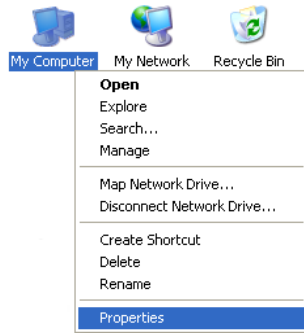 My Computer My Network Recycle Bin
Open
Explore
Search...
Manage
Map Network Drive...
Disconnect Network Drive...
Create Shortcut
Delete
Rename
Properties